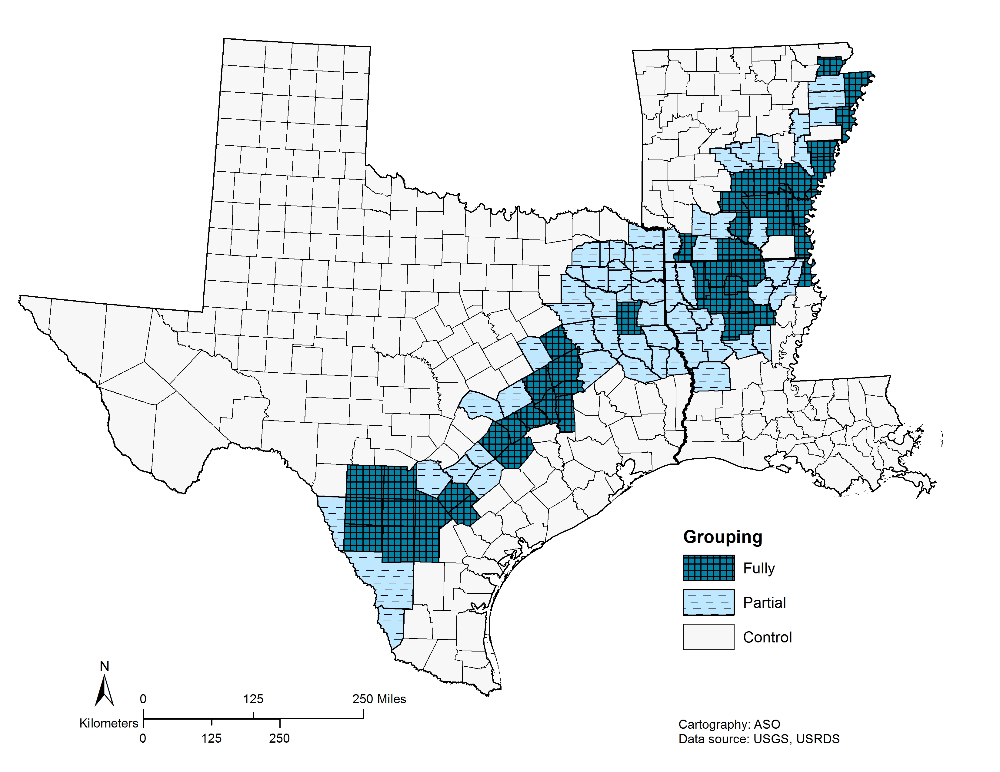 Grouping
Fully
Partial
Control
N
0 125 250 Miles
Kilometers
0 125 250
Cartography: ASO
Data source: USGS, USRDS